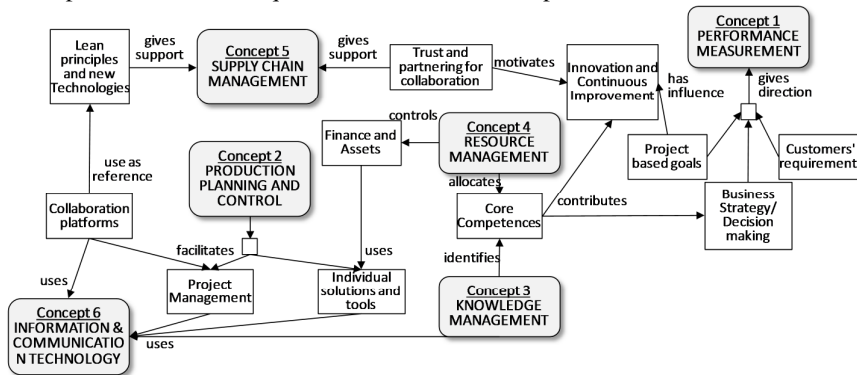 Concept 1
PERFORMANCE
MEASUREMENT
Lean
principles
and new
Technologies
gives
support
Concept 5
SUPPLY CHAIN
MANAGEMENT
gives
support
Trust and
partnering for
collaboration
motivates
Innovation and
Continuous
Improvement
has
influence
gives
direction
controls
Finance and
Assets
Concept 4
RESOURCE
MANAGEMENT
Project
based goals
Customers'
requirement
use as
reference
Concept 2
PRODUCTION
PLANNING AND
CONTROL
allocates
Core
Competences
contributes
Business
Strategy/
Decision
making
Collaboration
platforms
facilitates
uses
identifies
uses
Project
Management
Individual
solutions and
tools
Concept 3
KNOWLEDGE
MANAGEMENT
Concept 6
INFORMATION &
COMMUNICATIO
N TECHNOLOGY
uses